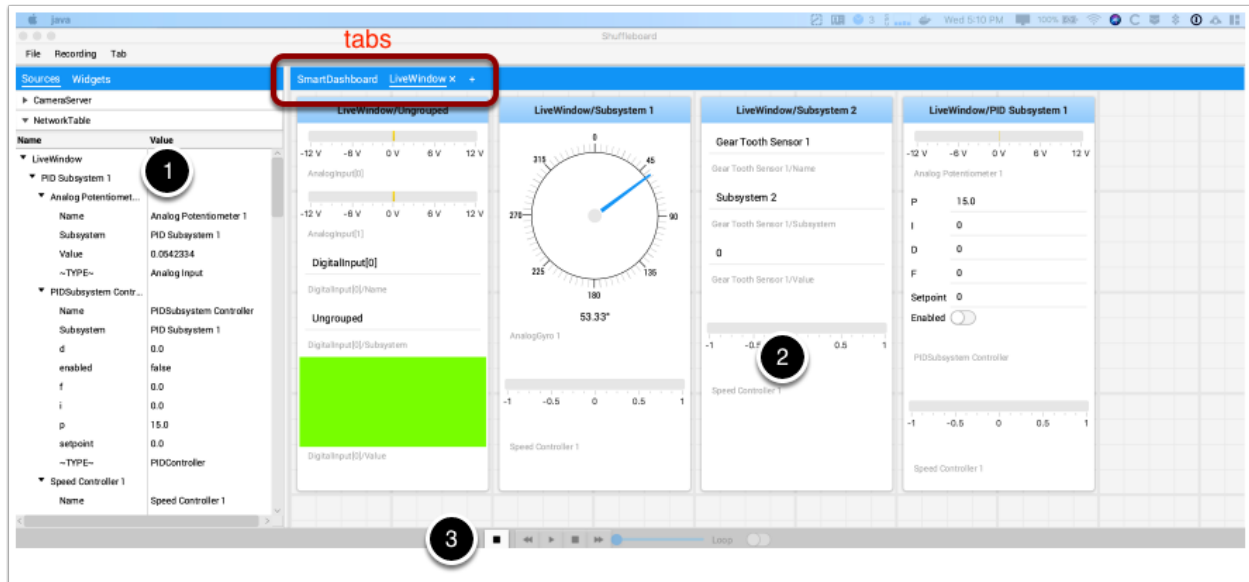 java
3
Wed 5:10 PM
100%
tabs
Shuffleboard
File Recording Tab
Sources Widgets
SmartDashboard LiveWindow × +
CameraServer
NetworkTable
Name Value
LiveWindow
PID Subsystem 1
Analog Potentiomet...
Name Analog Potentiometer 1
Subsystem PID Subsystem 1
Value 0.0542334
~TYPE~ Analog Input
PIDSubsystem Contr...
Name PIDSubsystem Controller
Subsystem PID Subsystem 1
d 0.0
enabled false
f 0.0
i 0.0
p 15.0
setpoint 0.0
~TYPE~ PIDController
Speed Controller 1
Name Speed Controller 1
1
LiveWindow/Ungrouped
-12 V -6 V 0 V 6 V 12 V
AnalogInput[0]
-12 V -6 V 0 V 6 V 12 V
AnalogInput[1]
DigitalInput[0]
DigitalInput[0]/Name
Ungrouped
DigitalInput[0]/Subsystem
DigitalInput[0]/Value
LiveWindow/Subsystem 1
0
315 45
270 90
225 135
180
53.33°
AnalogGyro 1
-1 -0.5 0 0.5 1
Speed Controller 1
LiveWindow/Subsystem 2
Gear Tooth Sensor 1
Gear Tooth Sensor 1/Name
Subsystem 2
Gear Tooth Sensor 1/Subsystem
0
Gear Tooth Sensor 1/Value
-1 0.5 1
2
Speed Controller 1
LiveWindow/PID Subsystem 1
-12 V -6 V 0 V 6 V 12 V
Analog Potentiometer 1
P 15.0
I 0
D 0
F 0
Setpoint 0
Enabled
PIDSubsystem Controller
-1 -0.5 0 0.5 1
Speed Controller 1
3
Loop